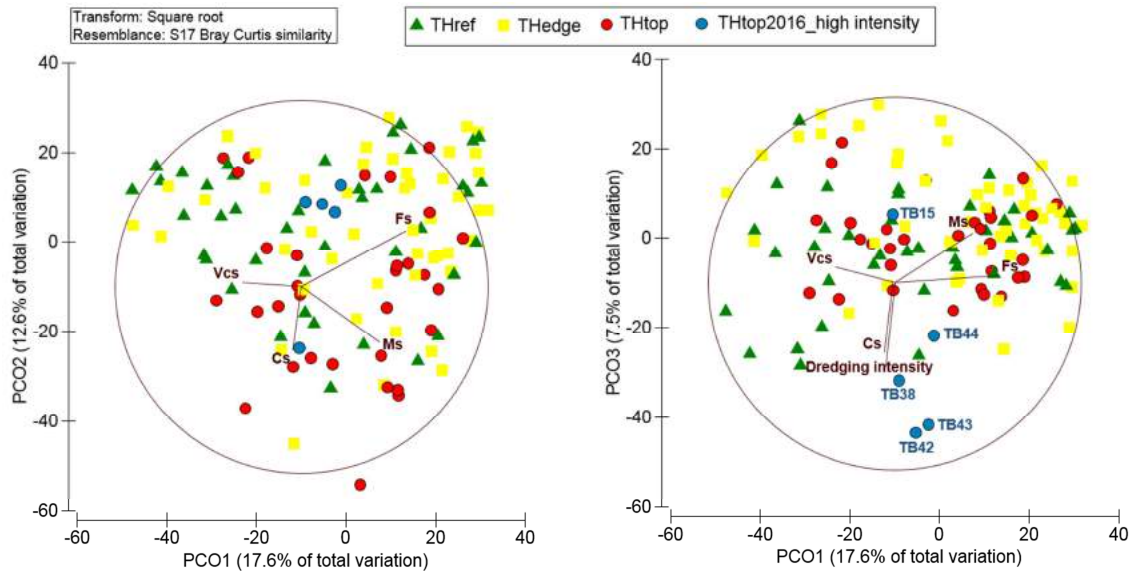 Transform: Square root
Resemblance: S17 Bray Curtis similarity
THref THedge THtop THtop2016_high intensity
40
20
0
-20
-40
-60
PCO2 (12.6% of total variation)
Fs
Vcs
Cs
Ms
-60 -40 -20 0 20 40
PCO1 (17.6% of total variation)
40
20
0
-20
-40
-60
PCO3 (7.5% of total variation)
TB15
Ms
Vcs
Fs
Cs
TB44
Dredging intensity
TB38
TB43
TB42
-60 -40 -20 0 20 40
PCO1 (17.6% of total variation)